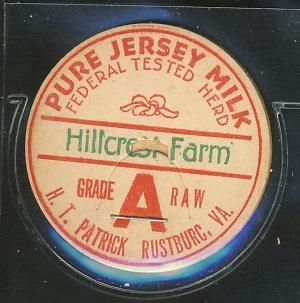 PURE JERSEY MILK
FEDERAL TESTED HERD
Hillcrest Farm
GRADE A RAW
H. T. PATRICK RUSTBURG, VA.